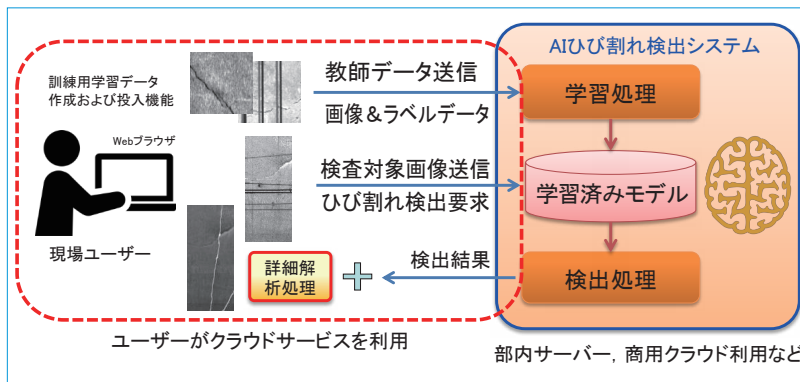 AIひび割れ検出システム
訓練用学習データ
作成および投入機能
Webブラウザ
現場ユーザー
教師データ送信
画像&ラベルデータ
学習処理
検査対象画像送信
ひび割れ検出要求
学習済みモデル
詳細解
析処理
検出結果
検出処理
ユーザーがクラウドサービスを利用
部内サーバー，商用クラウド利用など